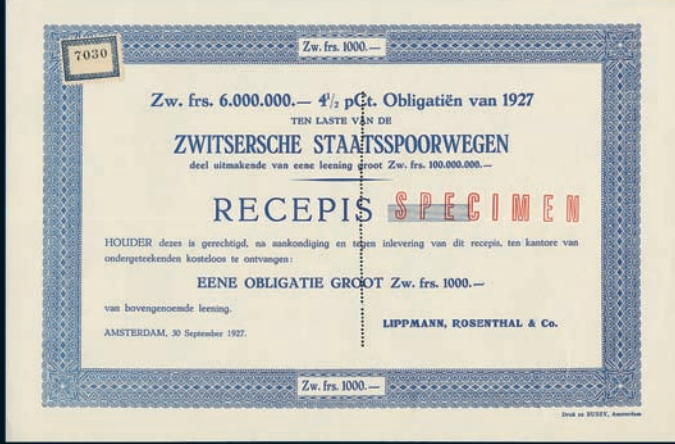 Zw. frs. 1000.—
7030
Zw. frs. 6.000.000.— 4½ pCt. Obligatiën van 1927
TEN LASTE VAN DE
ZWITSERSCHE STAATSSPOORWEGEN
deel uitmakende van eene leening groot Zw. frs. 100.000.000.—
RECEPIS SPECIMEN
HOUDER dezes is gerechtigd, na aankondiging en tegen inlevering van dit recepis, ten kantore van
ondergeteekenden kosteloos te ontvangen:
EENE OBLIGATIE GROOT Zw. frs. 1000.—
van bovengenoemde leening.
LIPPMANN, ROSENTHAL & Co.
AMSTERDAM, 30 September 1927.
Zw. frs. 1000.—
Druk de BUSSY, Amsterdam